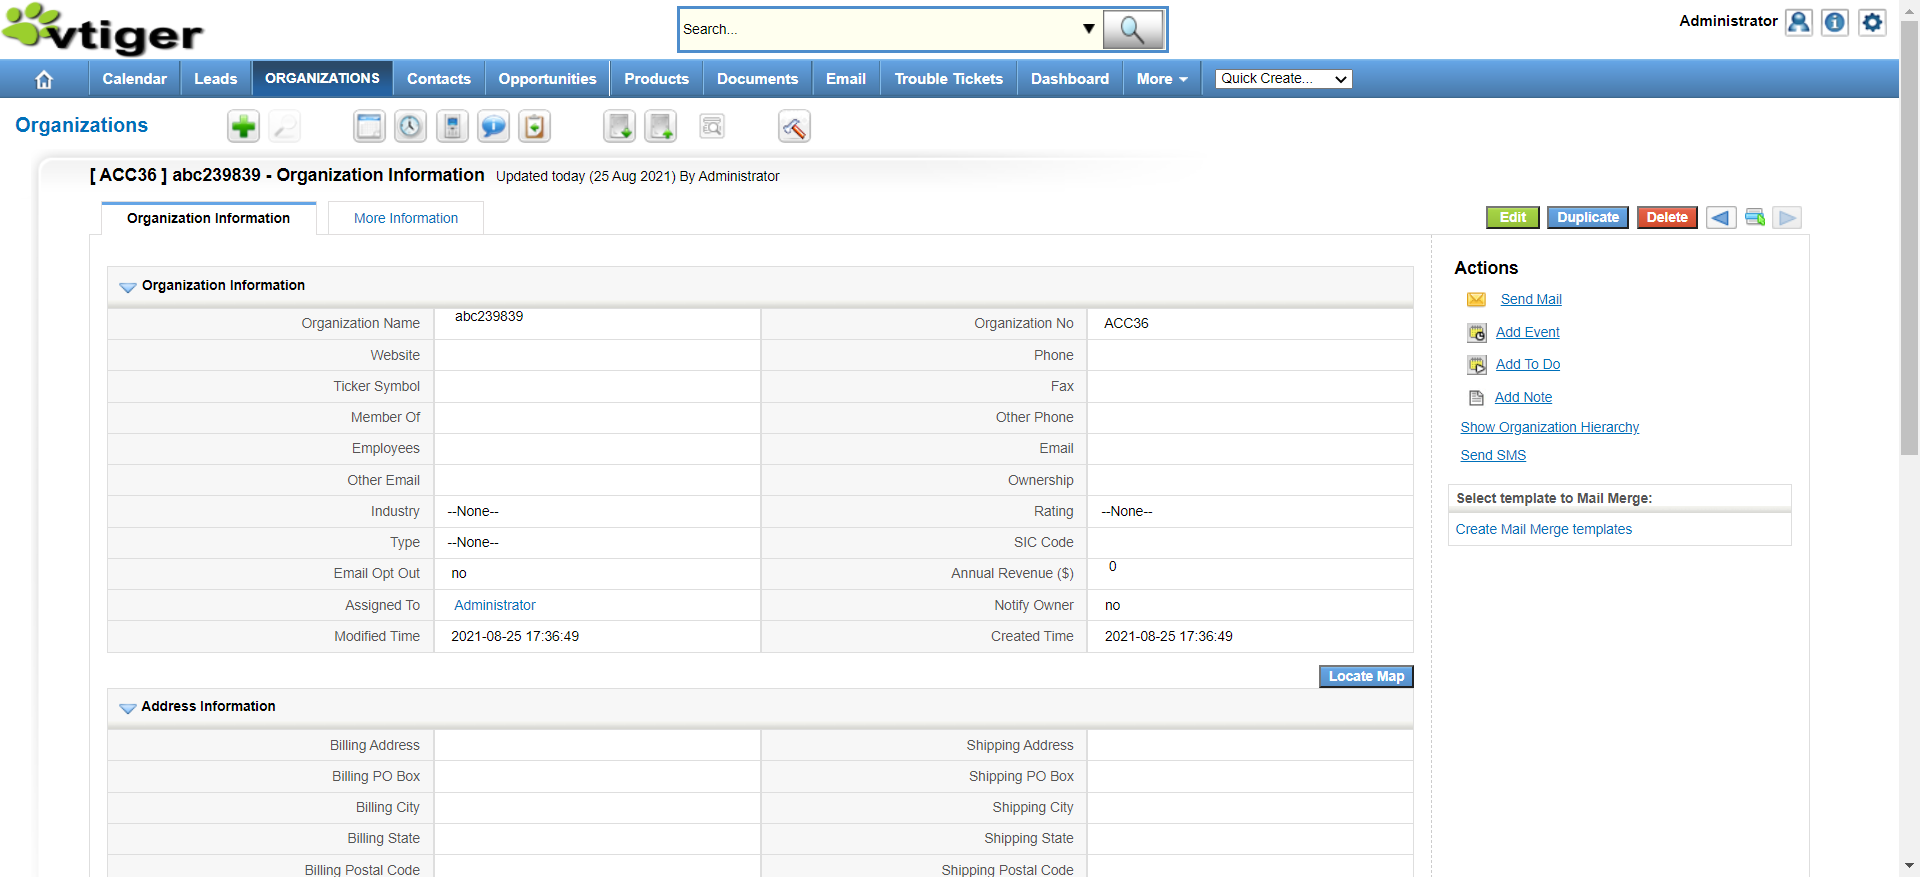 vtiger
Search...
Administrator
Calendar
Leads
ORGANIZATIONS
Contacts
Opportunities
Products
Documents
Email
Trouble Tickets
Dashboard
More
Quick Create...
Organizations
[ ACC36 ] abc239839 - Organization Information Updated today (25 Aug 2021) By Administrator
Organization Information
More Information
Edit
Duplicate
Delete
Organization Information
Organization Name abc239839 Organization No ACC36
Website Phone
Ticker Symbol Fax
Member Of Other Phone
Employees Email
Other Email Ownership
Industry --None-- Rating --None--
Type --None-- SIC Code
Email Opt Out no Annual Revenue ($) 0
Assigned To Administrator Notify Owner no
Modified Time 2021-08-25 17:36:49 Created Time 2021-08-25 17:36:49
Locate Map
Address Information
Billing Address Shipping Address
Billing PO Box Shipping PO Box
Billing City Shipping City
Billing State Shipping State
Billing Postal Code Shipping Postal Code
Actions
Send Mail
Add Event
Add To Do
Add Note
Show Organization Hierarchy
Send SMS
Select template to Mail Merge:
Create Mail Merge templates